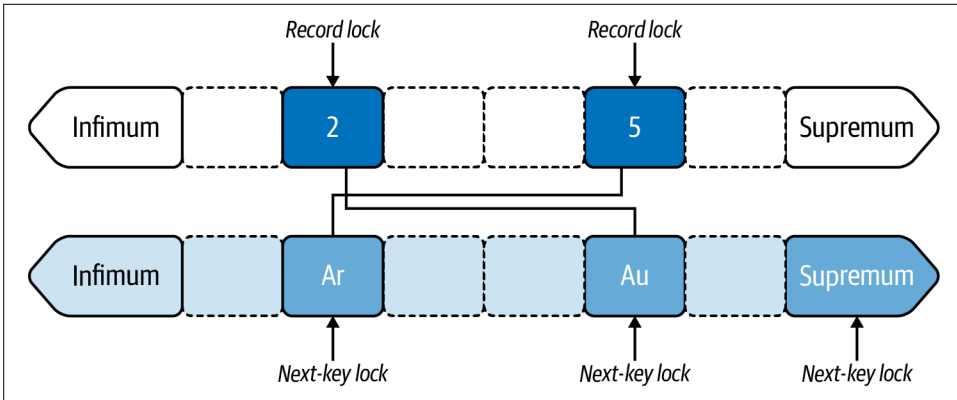 Record lock Record lock
Infimum 2 5 Supremum
Infimum Ar Au Supremum
Next-key lock Next-key lock Next-key lock